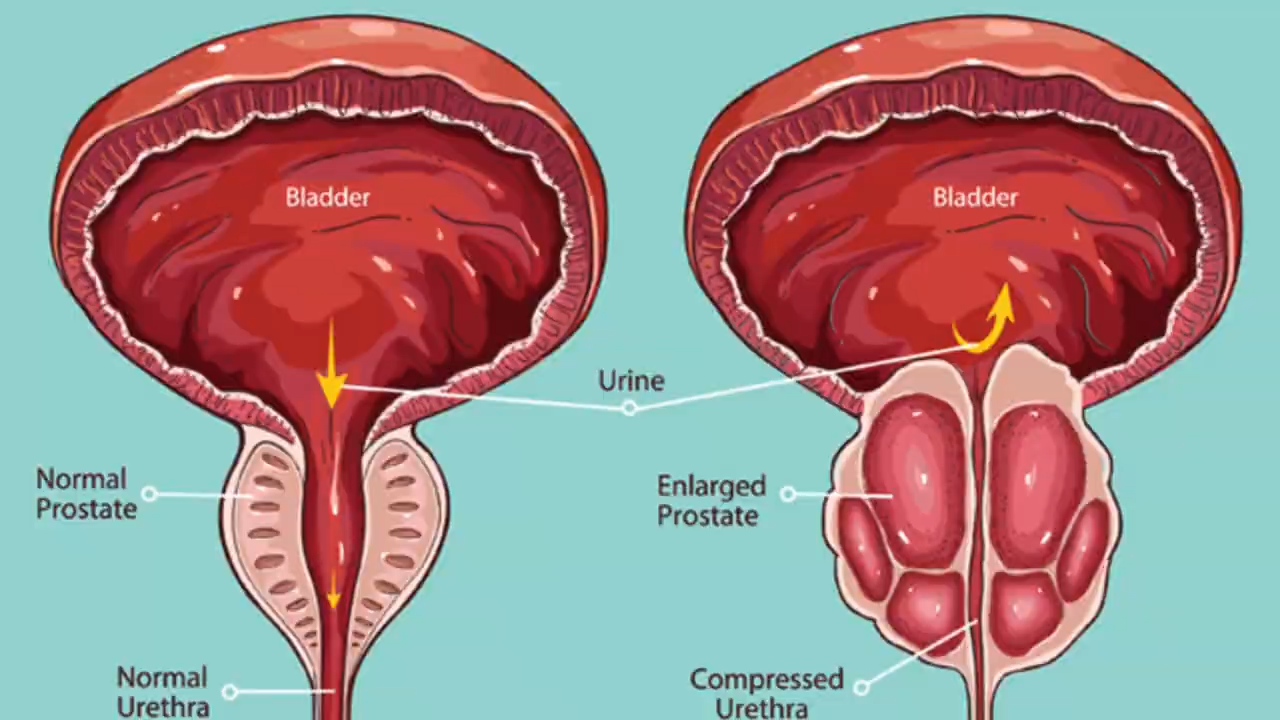 Bladder
Bladder
Urine
Normal
Prostate
Enlarged
Prostate
Normal
Urethra
Compressed
Urethra